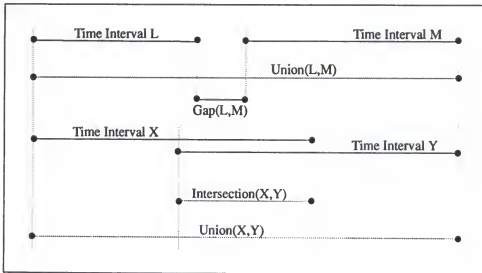 Time Interval L
Time Interval M
Union(L,M)
Gap(L,M)
Time Interval X
Time Interval Y
Intersection(X,Y)
Union(X,Y)